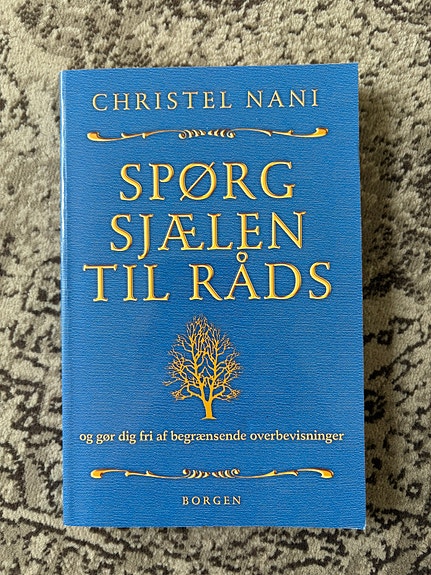 CHRISTEL NANI
SPØRG
SJÆLEN
TIL RÅDS
og gør dig fri af begrænsende overbevisninger
BORGEN